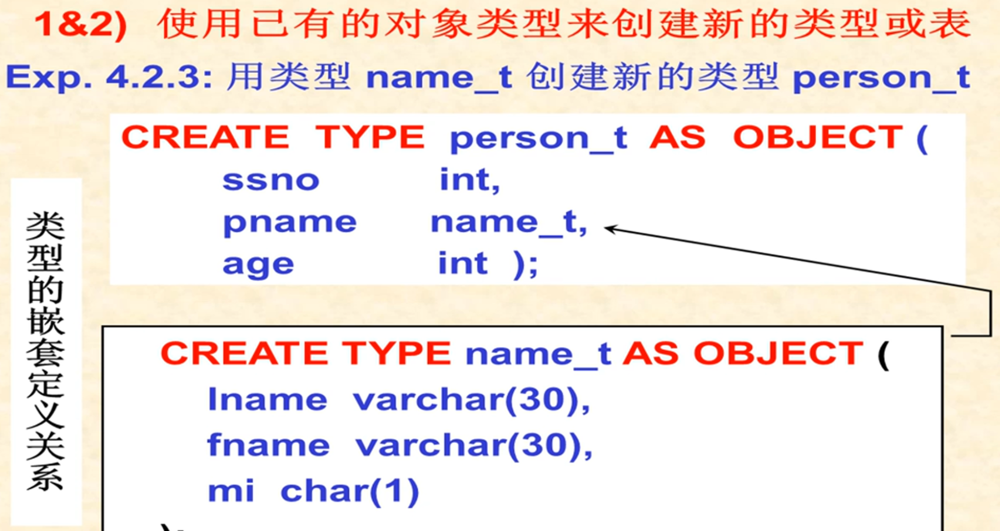 1&2) 使用已有的对象类型来创建新的类型或表
Exp. 4.2.3: 用类型 name_t 创建新的类型 person_t
CREATE TYPE person_t AS OBJECT (
ssno int,
pname name_t,
age int );
类型的嵌套定义关系
CREATE TYPE name_t AS OBJECT (
lname varchar(30),
fname varchar(30),
mi char(1)
);